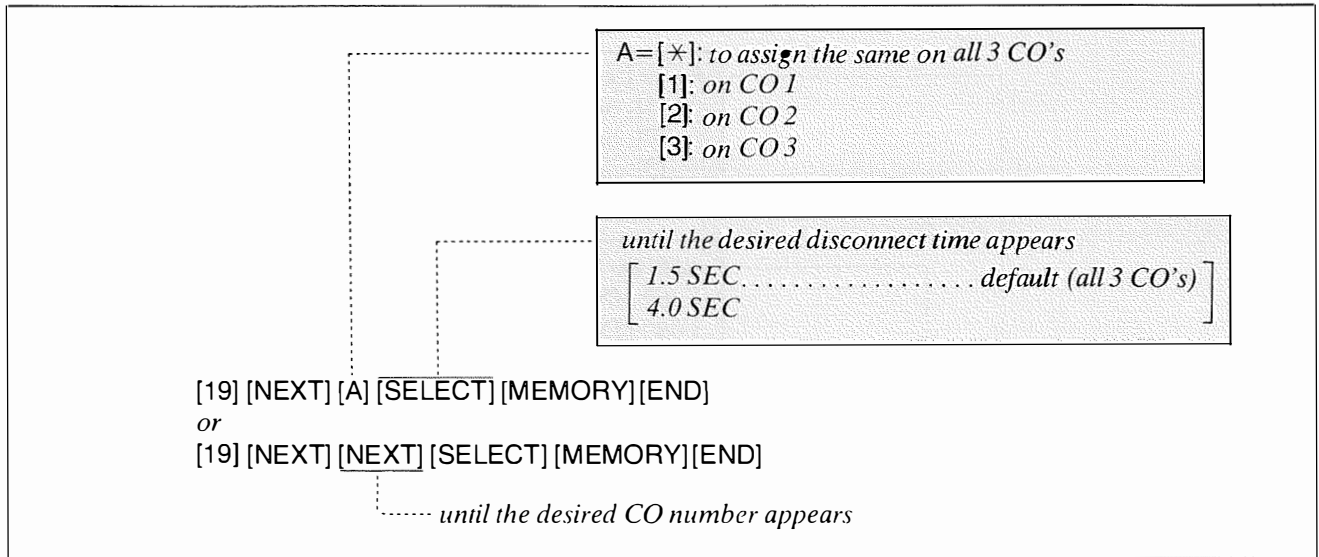 A=[✳]: to assign the same on all 3 CO's
[1]: on CO 1
[2]: on CO 2
[3]: on CO 3
until the desired disconnect time appears
1.5 SEC................... default (all 3 CO's)
4.0 SEC
[19] [NEXT] [A] [SELECT] [MEMORY] [END]
or
[19] [NEXT] [NEXT] [SELECT] [MEMORY] [END]
until the desired CO number appears